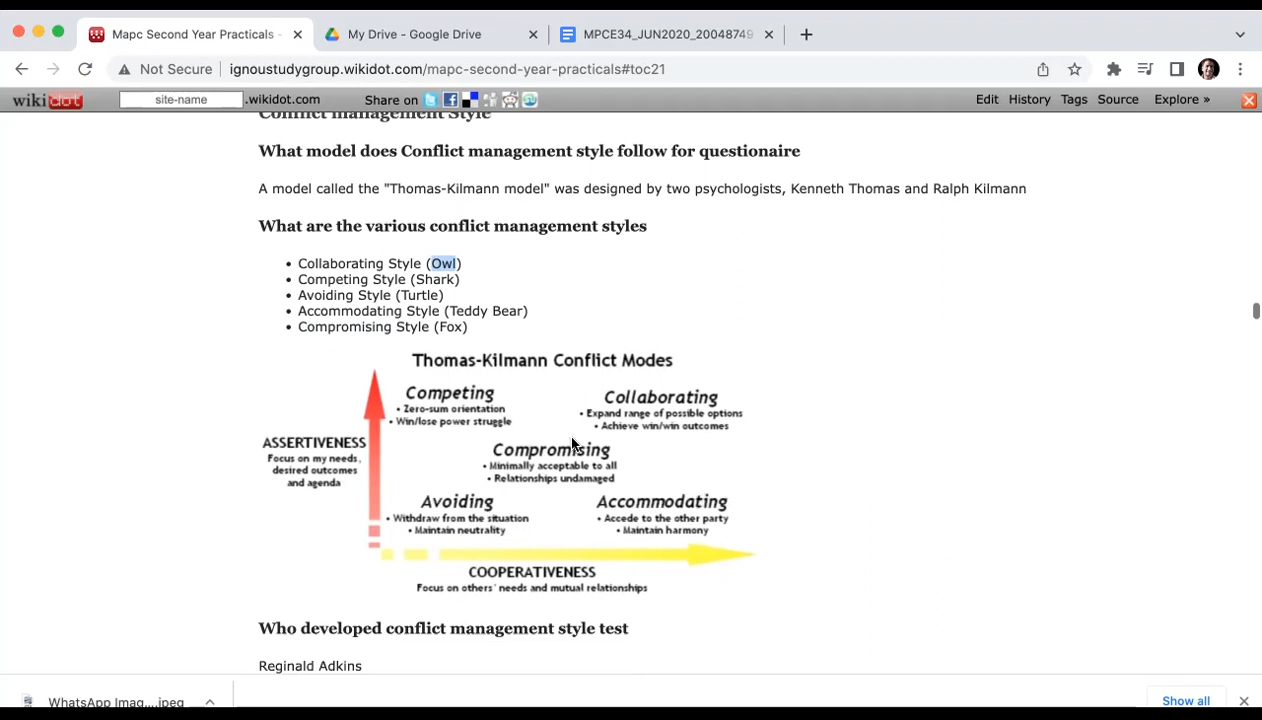 Mapc Second Year Practicals -
My Drive - Google Drive
MPCE34_JUN2020_20048749
Not Secure
ignoustudygroup.wikidot.com/mapc-second-year-practicals#toc21
wikidot
site-name
.wikidot.com
Share on
Edit History Tags Source Explore »
Conflict management Style
What model does Conflict management style follow for questionaire
A model called the "Thomas-Kilmann model" was designed by two psychologists, Kenneth Thomas and Ralph Kilmann
What are the various conflict management styles
• Collaborating Style (Owl)
• Competing Style (Shark)
• Avoiding Style (Turtle)
• Accommodating Style (Teddy Bear)
• Compromising Style (Fox)
Thomas-Kilmann Conflict Modes
Competing
• Zero-sum orientation
• Win/lose power struggle
Collaborating
• Expand range of possible options
• Achieve win/win outcomes
ASSERTIVENESS
Focus on my needs,
desired outcomes
and agenda
Compromising
• Minimally acceptable to all
• Relationships undamaged
Avoiding
• Withdraw from the situation
• Maintain neutrality
Accommodating
• Accede to the other party
• Maintain harmony
COOPERATIVENESS
Focus on others' needs and mutual relationships
Who developed conflict management style test
Reginald Adkins
WhatsApp Imag....jpeg
Show all